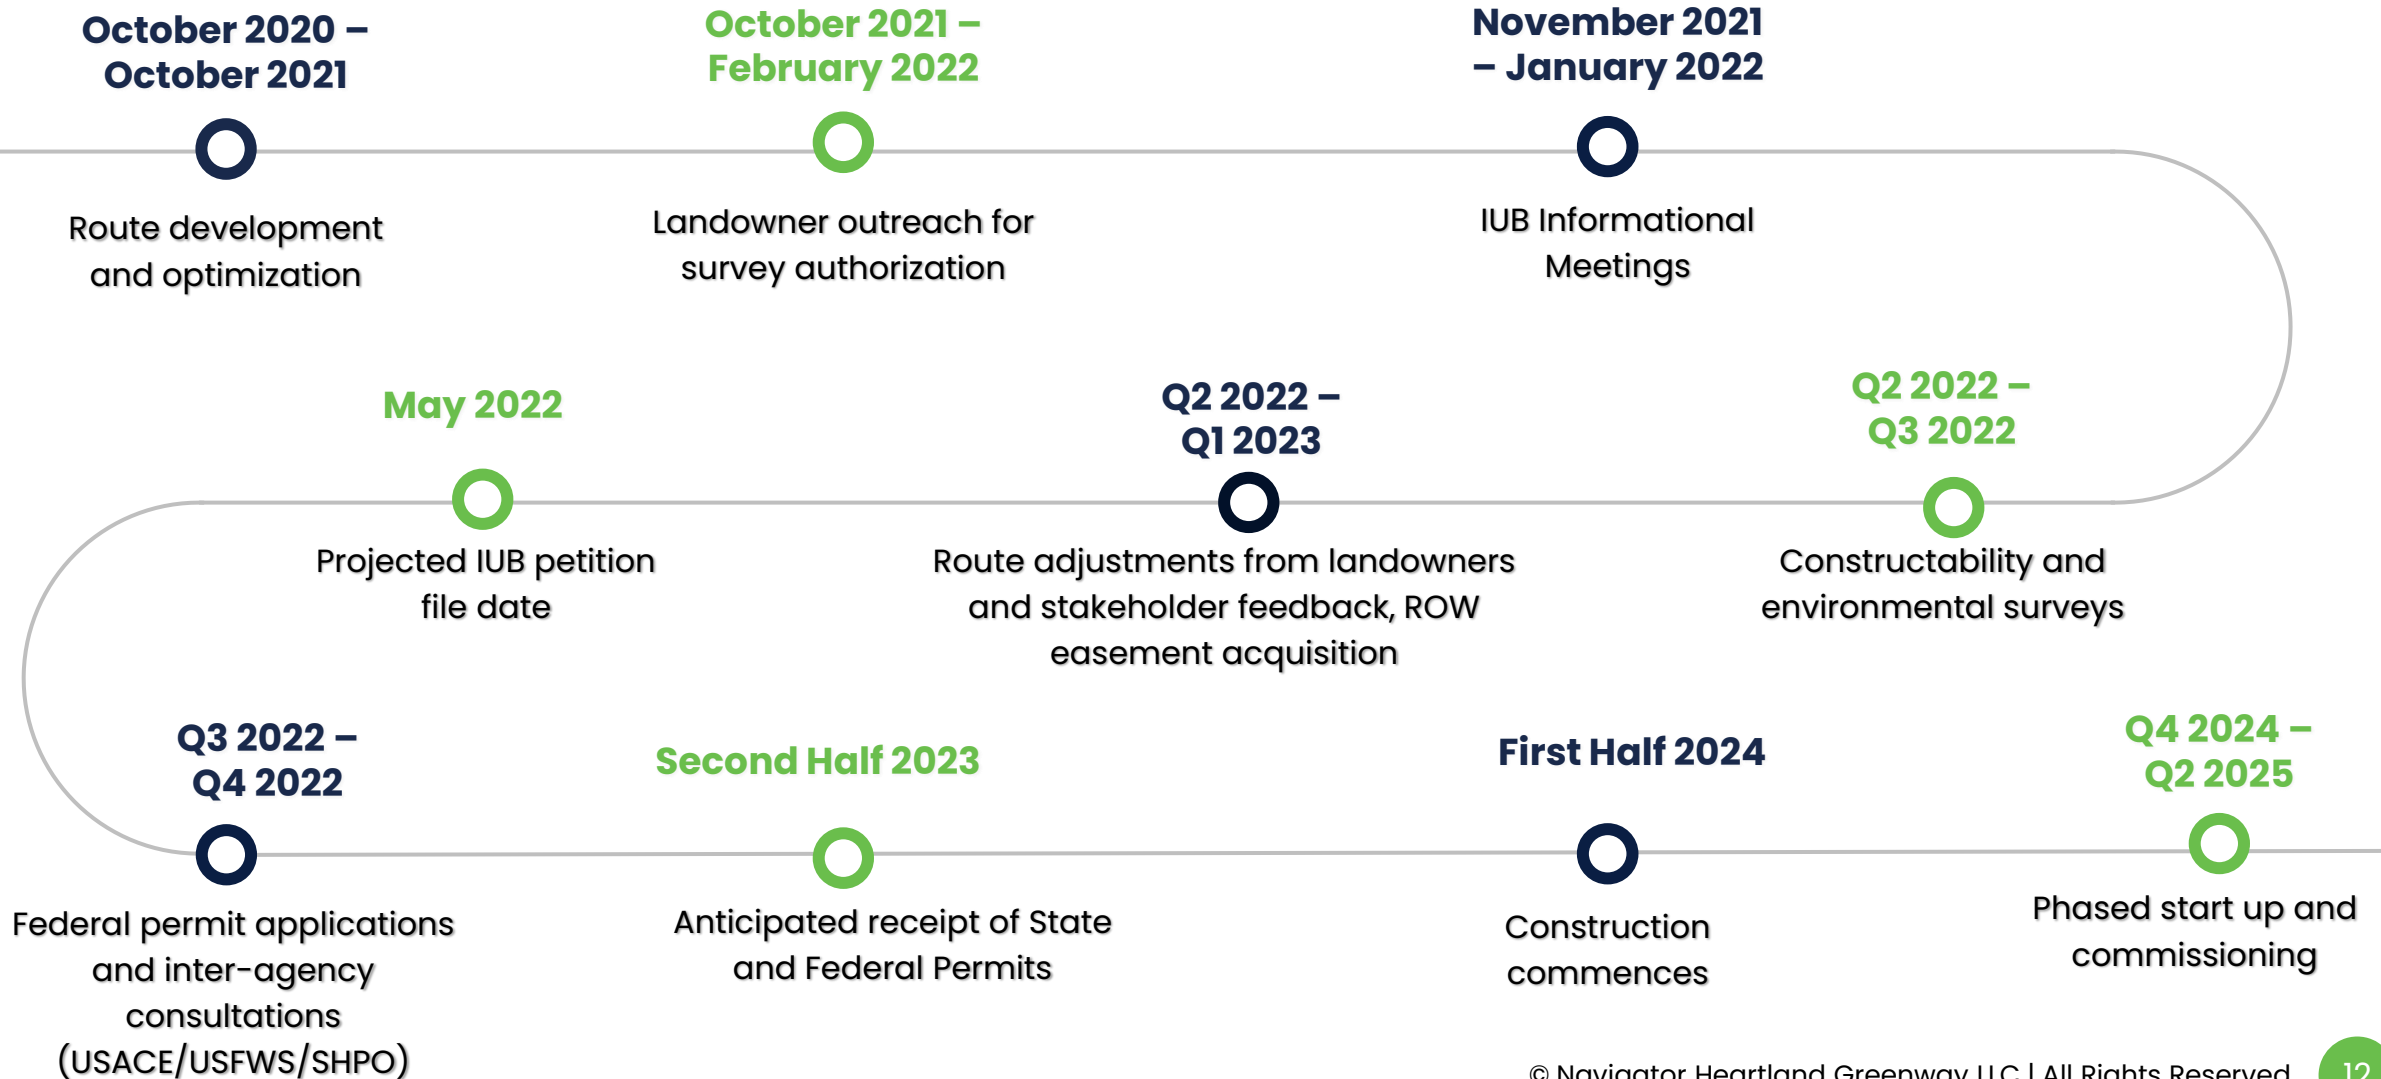 October 2020 –
October 2021
Route development
and optimization
October 2021 –
February 2022
Landowner outreach for
survey authorization
November 2021
– January 2022
IUB Informational
Meetings
Q2 2022 –
Q3 2022
Constructability and
environmental surveys
Q2 2022 –
Q1 2023
Route adjustments from landowners
and stakeholder feedback, ROW
easement acquisition
May 2022
Projected IUB petition
file date
Q3 2022 –
Q4 2022
Federal permit applications
and inter-agency
consultations
(USACE/USFWS/SHPO)
Second Half 2023
Anticipated receipt of State
and Federal Permits
First Half 2024
Construction
commences
Q4 2024 –
Q2 2025
Phased start up and
commissioning
© Navigator Heartland Greenway LLC | All Rights Reserved
12